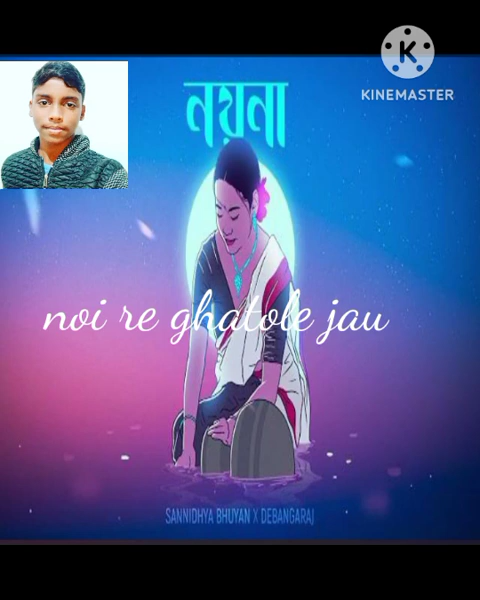 KINEMASTER
নয়না
noi re ghatole jau
SANNIDHYA BHUYAN X DEBANGARAJ